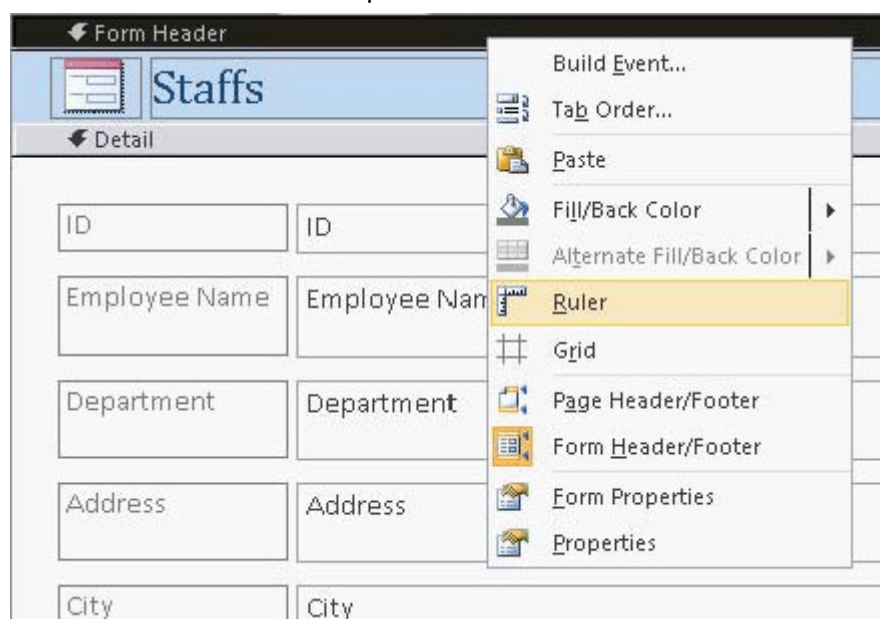 Form Header
Staffs
Detail
ID
ID
Employee Name
Employee Nam
Department
Department
Address
Address
City
City
Build Event...
Tab Order...
Paste
Fill/Back Color
Alternate Fill/Back Color
Ruler
Grid
Page Header/Footer
Form Header/Footer
Form Properties
Properties